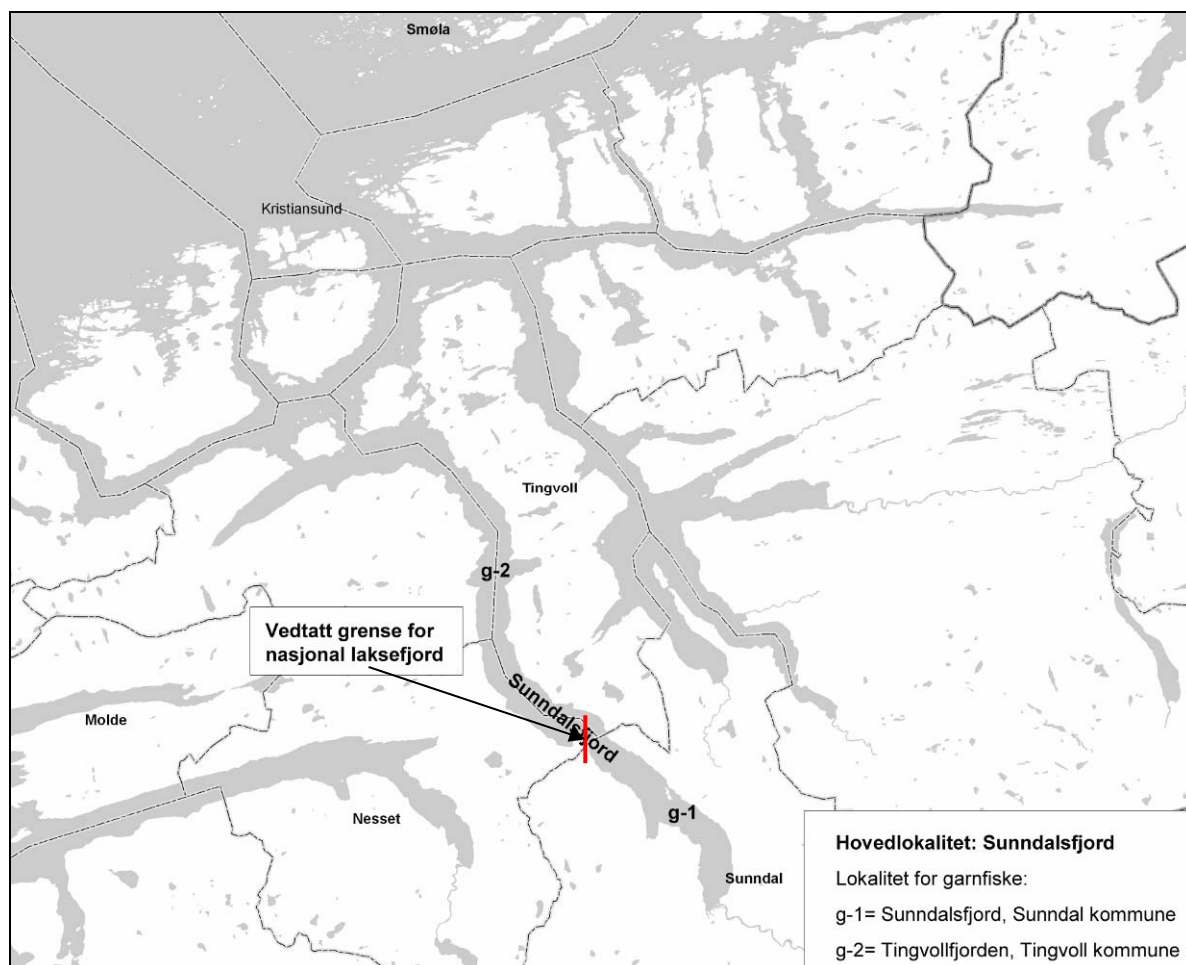 Smøla
Kristiansund
Tingvoll
g-2
Vedtatt grense for
nasjonal laksefjord
Sunndalsfjord
Molde
g-1
Nesset
Sunndal
Hovedlokalitet: Sunndalsfjord
Lokalitet for garnfiske:
g-1= Sunndalsfjord, Sunndal kommune
g-2= Tingvollfjorden, Tingvoll kommune